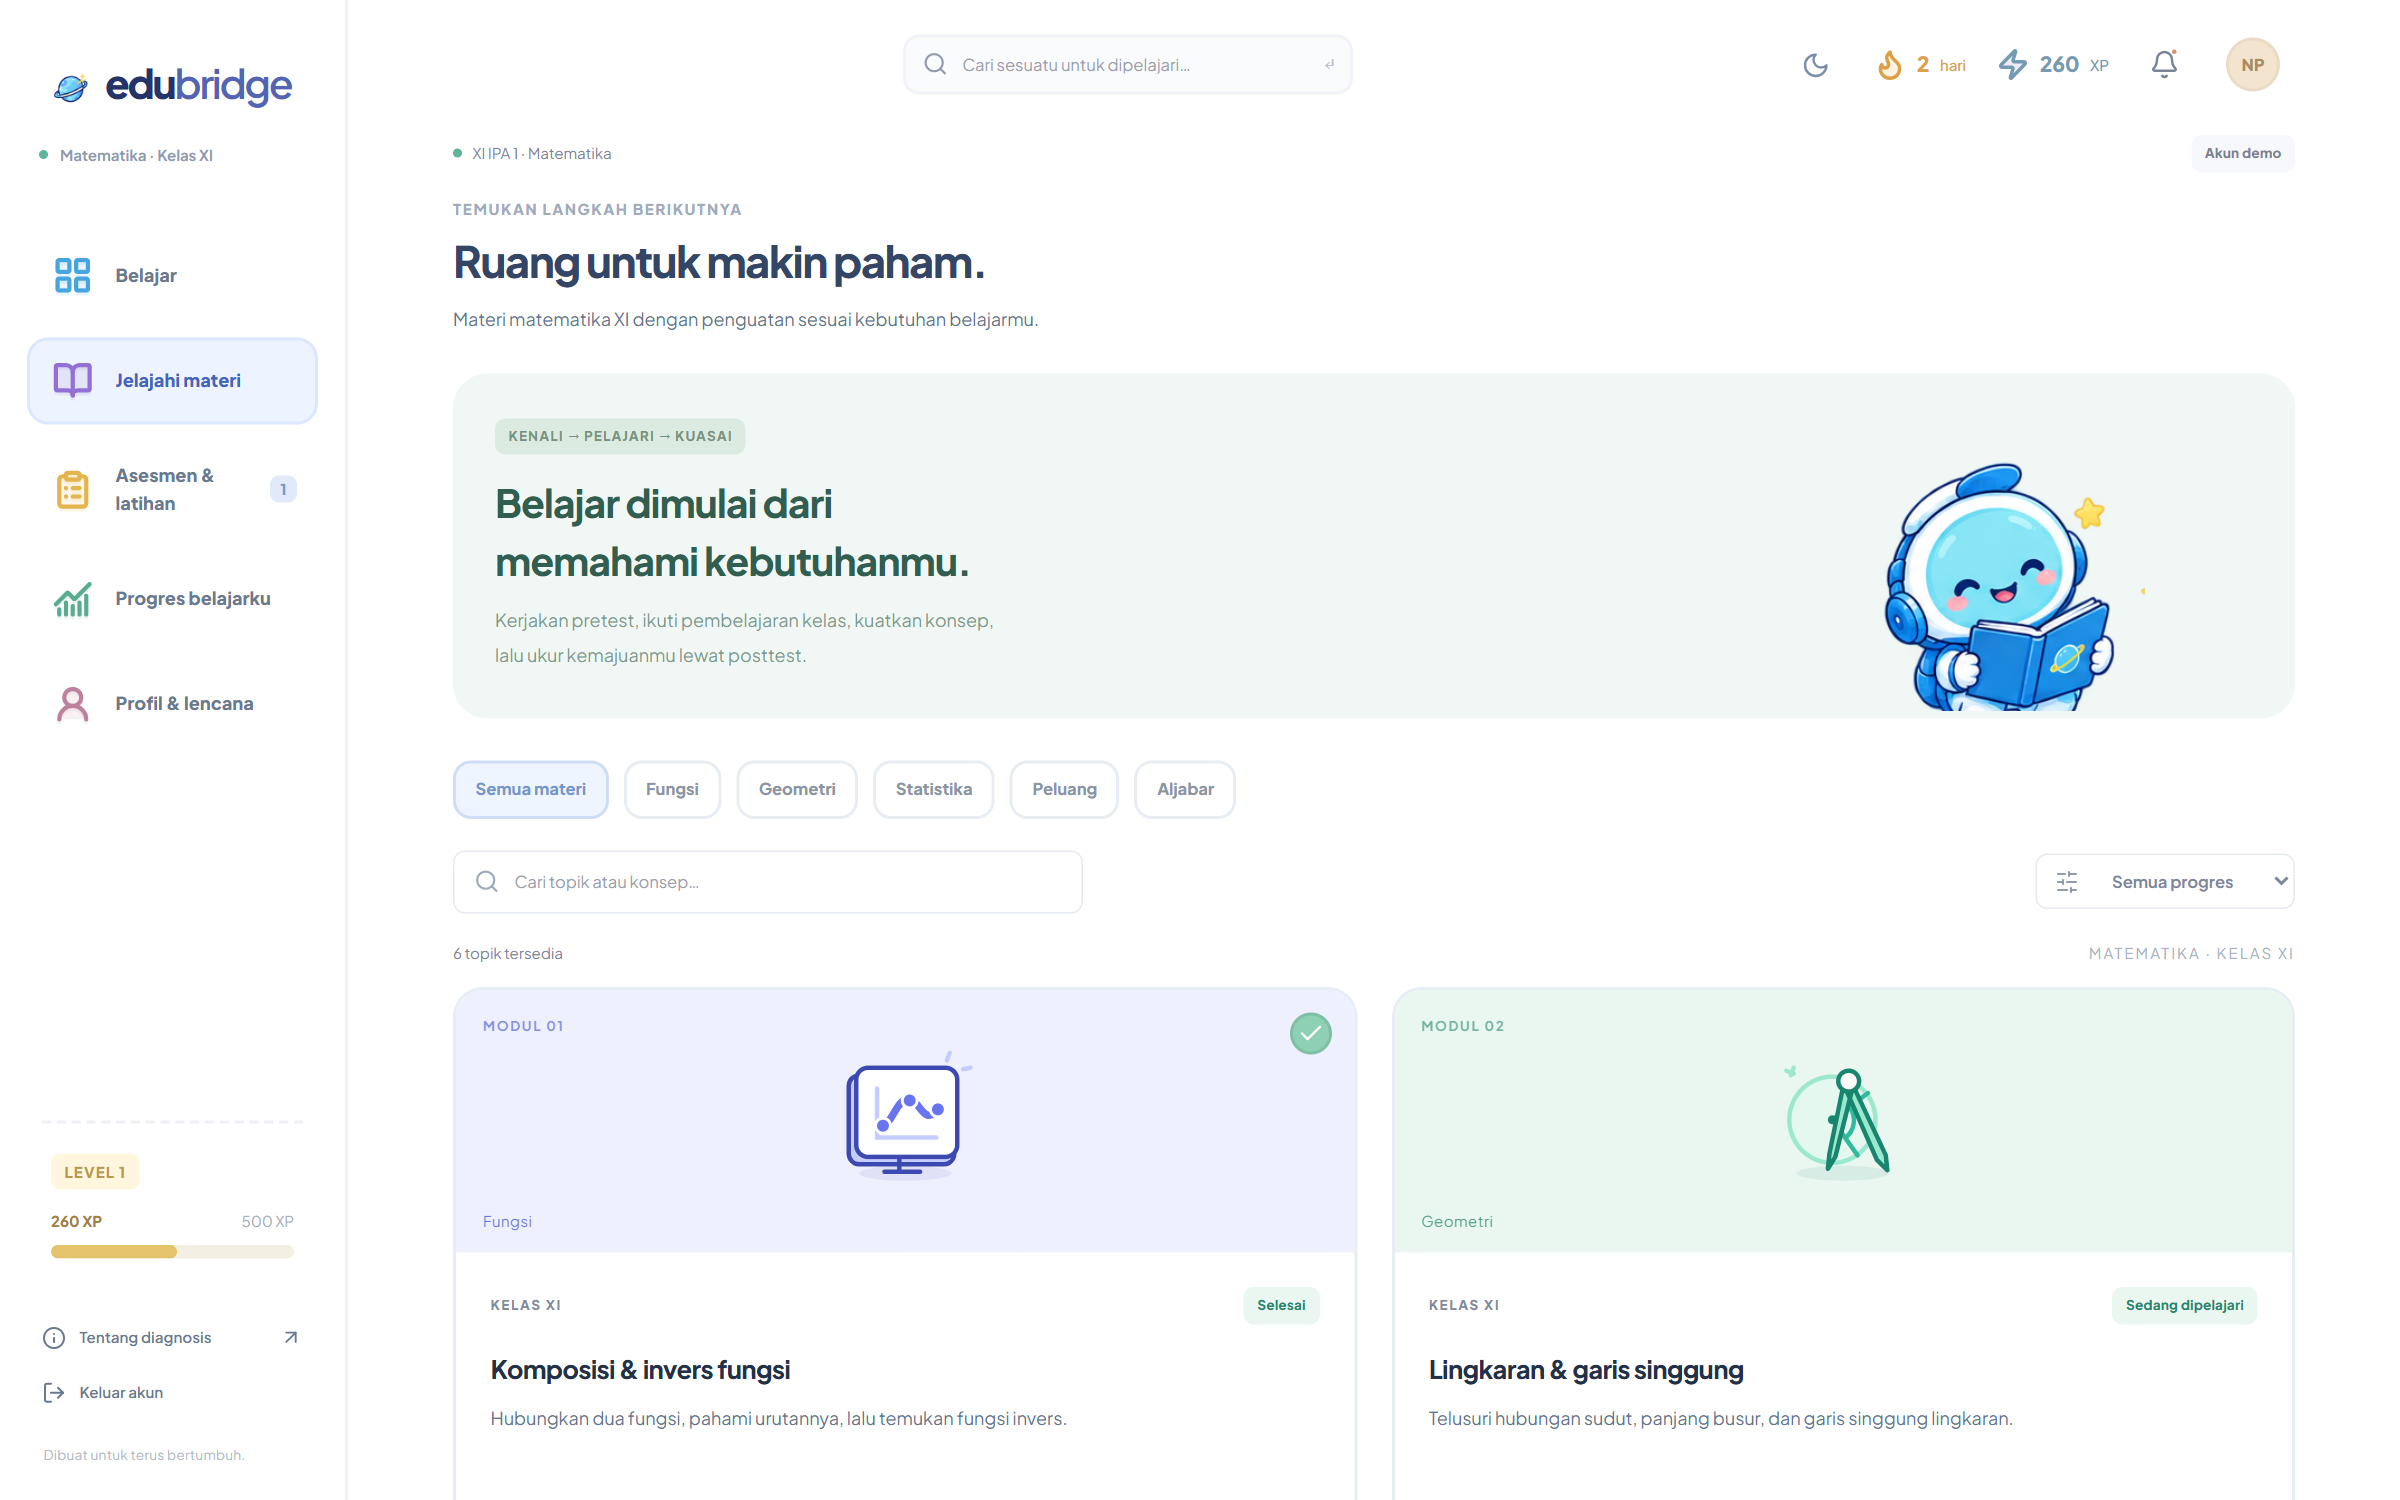 edubridge
Matematika · Kelas XI
Belajar
Jelajahi materi
Asesmen &
latihan
1
Progres belajarku
Profil & lencana
LEVEL 1
260 XP
500 XP
Tentang diagnosis
Keluar akun
Dibuat untuk terus bertumbuh.
Cari sesuatu untuk dipelajari...
2 hari
260 XP
NP
XI IPA 1 · Matematika
Akun demo
TEMUKAN LANGKAH BERIKUTNYA
Ruang untuk makin paham.
Materi matematika XI dengan penguatan sesuai kebutuhan belajarmu.
KENALI → PELAJARI → KUASAI
Belajar dimulai dari
memahami kebutuhanmu.
Kerjakan pretest, ikuti pembelajaran kelas, kuatkan konsep,
lalu ukur kemajuanmu lewat posttest.
Semua materi
Fungsi
Geometri
Statistika
Peluang
Aljabar
Cari topik atau konsep...
Semua progres
6 topik tersedia
MATEMATIKA · KELAS XI
MODUL 01
Fungsi
KELAS XI
Selesai
Komposisi & invers fungsi
Hubungkan dua fungsi, pahami urutannya, lalu temukan fungsi invers.
MODUL 02
Geometri
KELAS XI
Sedang dipelajari
Lingkaran & garis singgung
Telusuri hubungan sudut, panjang busur, dan garis singgung lingkaran.